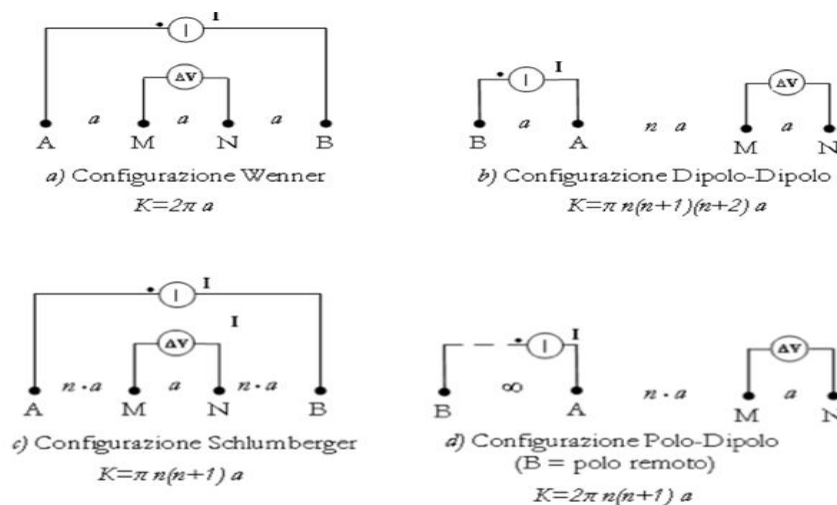 I
ΔV
a a a
A M N B
a) Configurazione Wenner
K=2π a
I
ΔV
a n a a
B A M N
b) Configurazione Dipolo-Dipolo
K=π n(n+1)(n+2) a
I
I
ΔV
n · a a n · a
A M N B
c) Configurazione Schlumberger
K=π n(n+1) a
I
ΔV
∞ n · a a
B A M N
d) Configurazione Polo-Dipolo
(B = polo remoto)
K=2π n(n+1) a